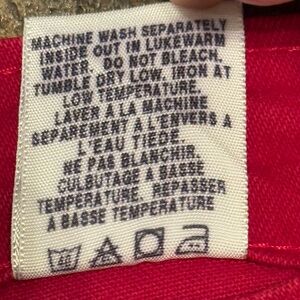 MACHINE WASH SEPARATELY
INSIDE OUT IN LUKEWARM
WATER. DO NOT BLEACH.
TUMBLE DRY LOW. IRON AT
LOW TEMPERATURE.
LAVER A LA MACHINE
SEPAREMENT A L'ENVERS A
L'EAU TIEDE.
NE PAS BLANCHIR.
CULBUTAGE A BASSE
TEMPERATURE. REPASSER
A BASSE TEMPERATURE
40